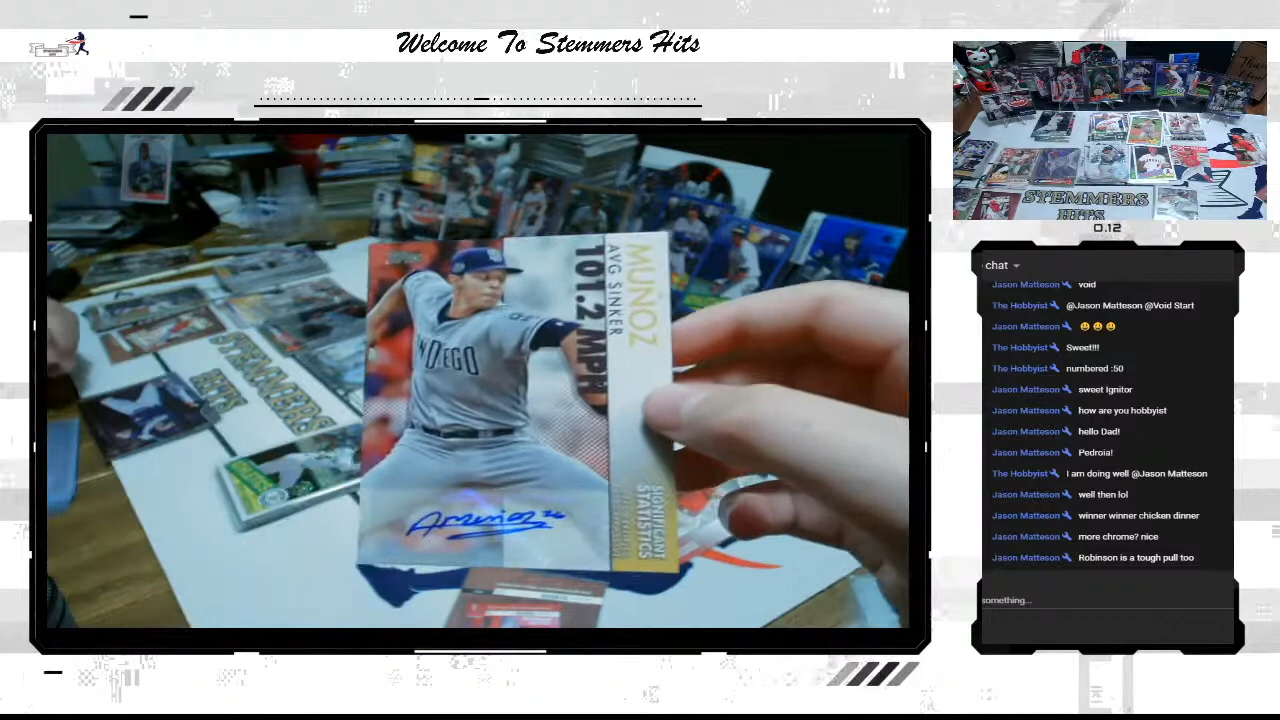 Welcome To Stemmers Hits
STEMMERS
HITS
MUÑOZ
AVG SINKER
101.2 MPH
SIGNIFICANT
STATISTICS
STEMMERS
HITS
0.12
chat
Jason Matteson void
The Hobbyist @Jason Matteson @Void Start
Jason Matteson 😃 😃 😃
The Hobbyist Sweet!!!
The Hobbyist numbered :50
Jason Matteson sweet Ignitor
Jason Matteson how are you hobbyist
Jason Matteson hello Dad!
Jason Matteson Pedroia!
The Hobbyist I am doing well @Jason Matteson
Jason Matteson well then lol
Jason Matteson winner winner chicken dinner
Jason Matteson more chrome? nice
Jason Matteson Robinson is a tough pull too
something...